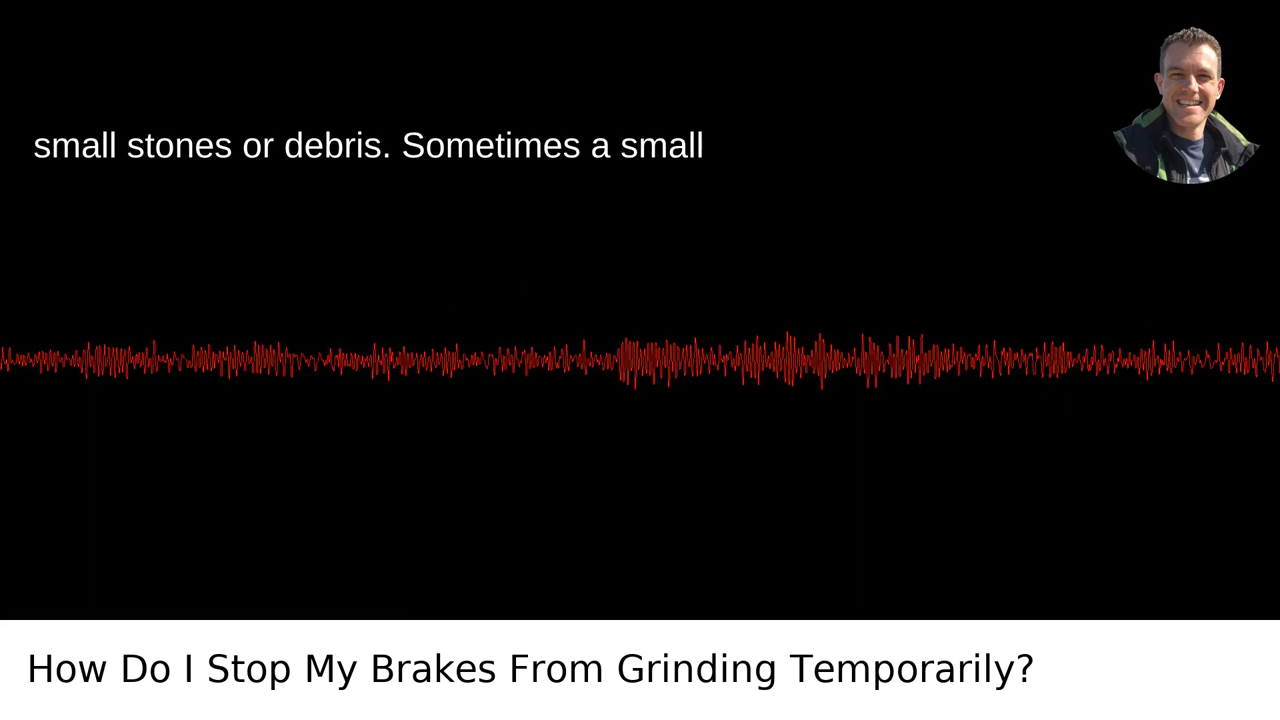 small stones or debris. Sometimes a small
How Do I Stop My Brakes From Grinding Temporarily?